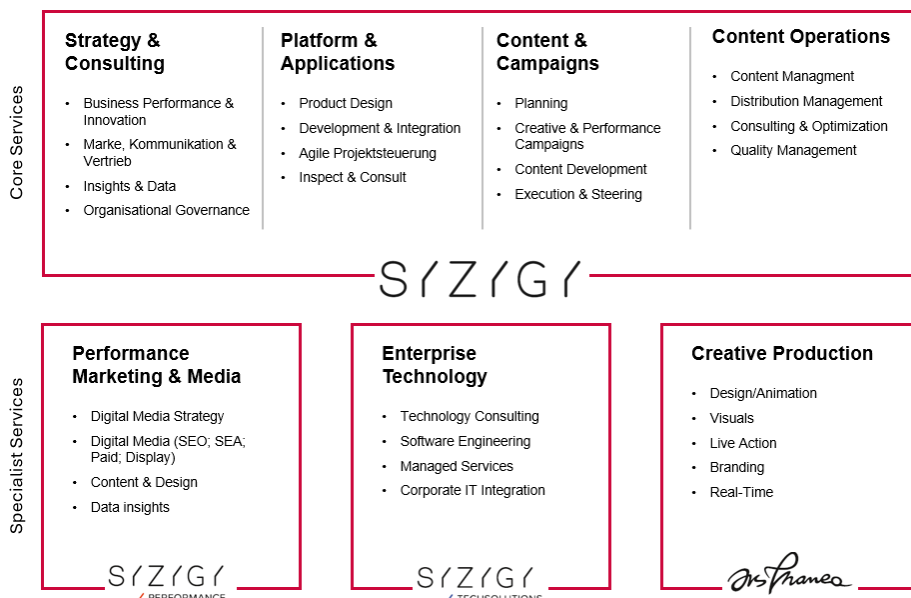 Core Services
Strategy &
Consulting
• Business Performance &
Innovation
• Marke, Kommunikation &
Vertrieb
• Insights & Data
• Organisational Governance
Platform &
Applications
• Product Design
• Development & Integration
• Agile Projektsteuerung
• Inspect & Consult
Content &
Campaigns
• Planning
• Creative & Performance
Campaigns
• Content Development
• Execution & Steering
Content Operations
• Content Managment
• Distribution Management
• Consulting & Optimization
• Quality Management
SYZYGY
Specialist Services
Performance
Marketing & Media
• Digital Media Strategy
• Digital Media (SEO; SEA;
Paid; Display)
• Content & Design
• Data insights
SYZYGY
PERFORMANCE
Enterprise
Technology
• Technology Consulting
• Software Engineering
• Managed Services
• Corporate IT Integration
SYZYGY
TECHSOLUTIONS
Creative Production
• Design/Animation
• Visuals
• Live Action
• Branding
• Real-Time
Ars Thanea